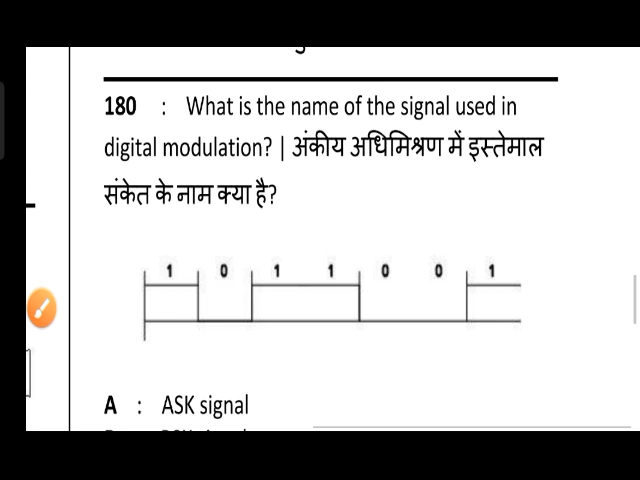 180 : What is the name of the signal used in
digital modulation? | अंकीय अधिमिश्रण में इस्तेमाल
संकेत के नाम क्या है?
1 0 1 1 0 0 1
A : ASK signal